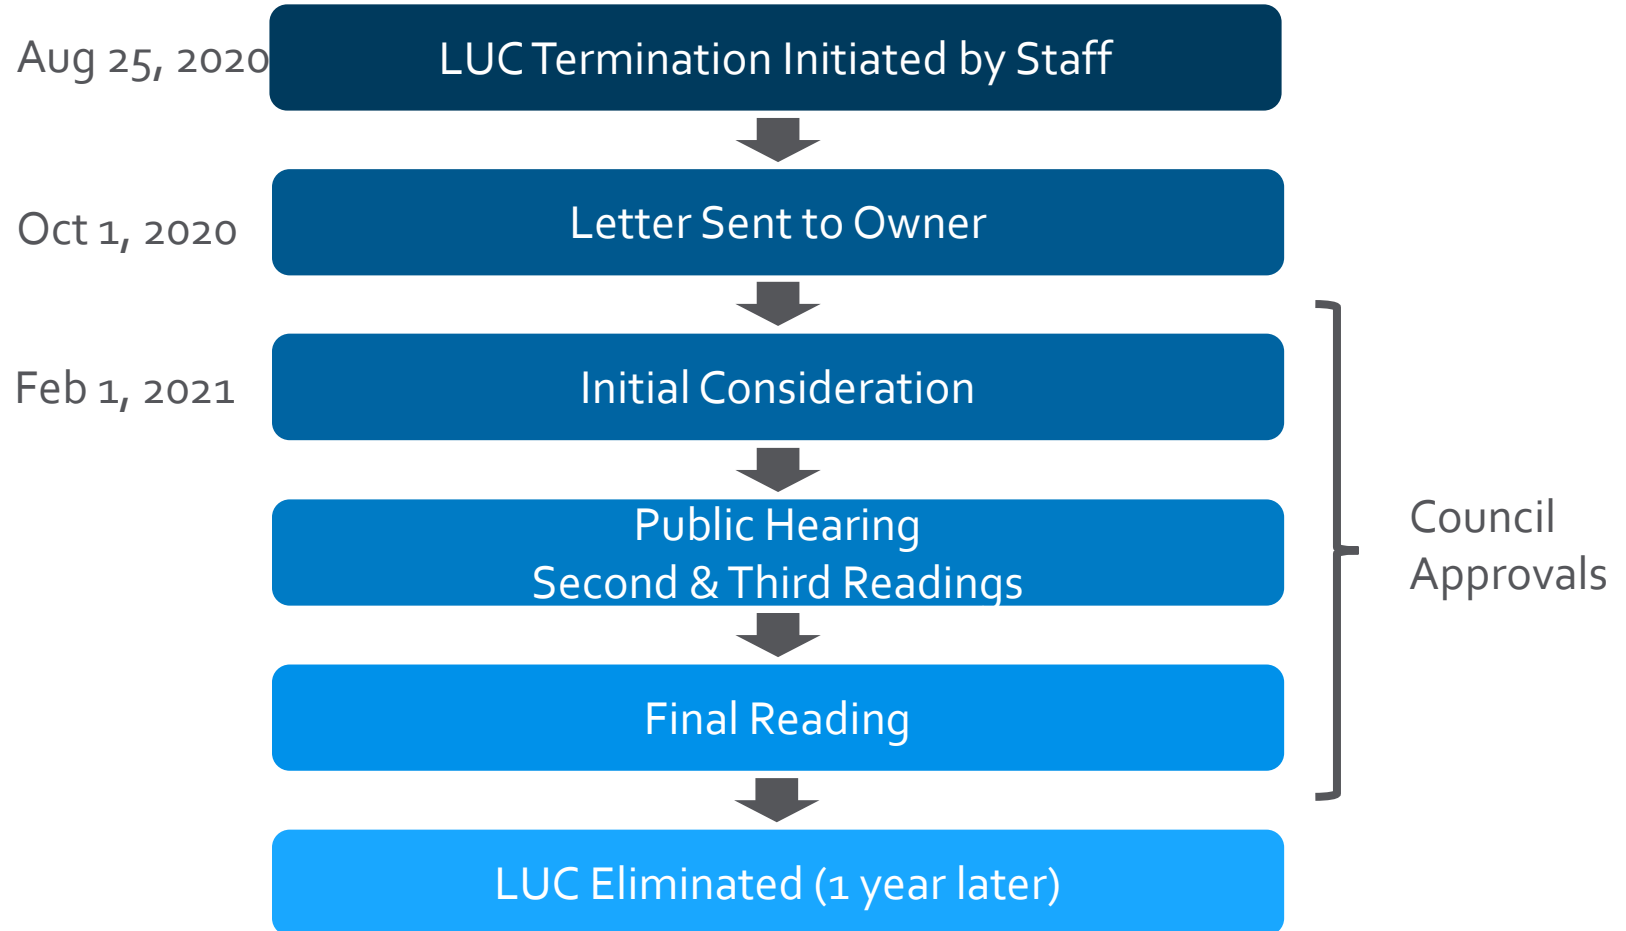 Aug 25, 2020
LUC Termination Initiated by Staff
Oct 1, 2020
Letter Sent to Owner
Feb 1, 2021
Initial Consideration
Public Hearing
Second & Third Readings
Council
Approvals
Final Reading
LUC Eliminated (1 year later)